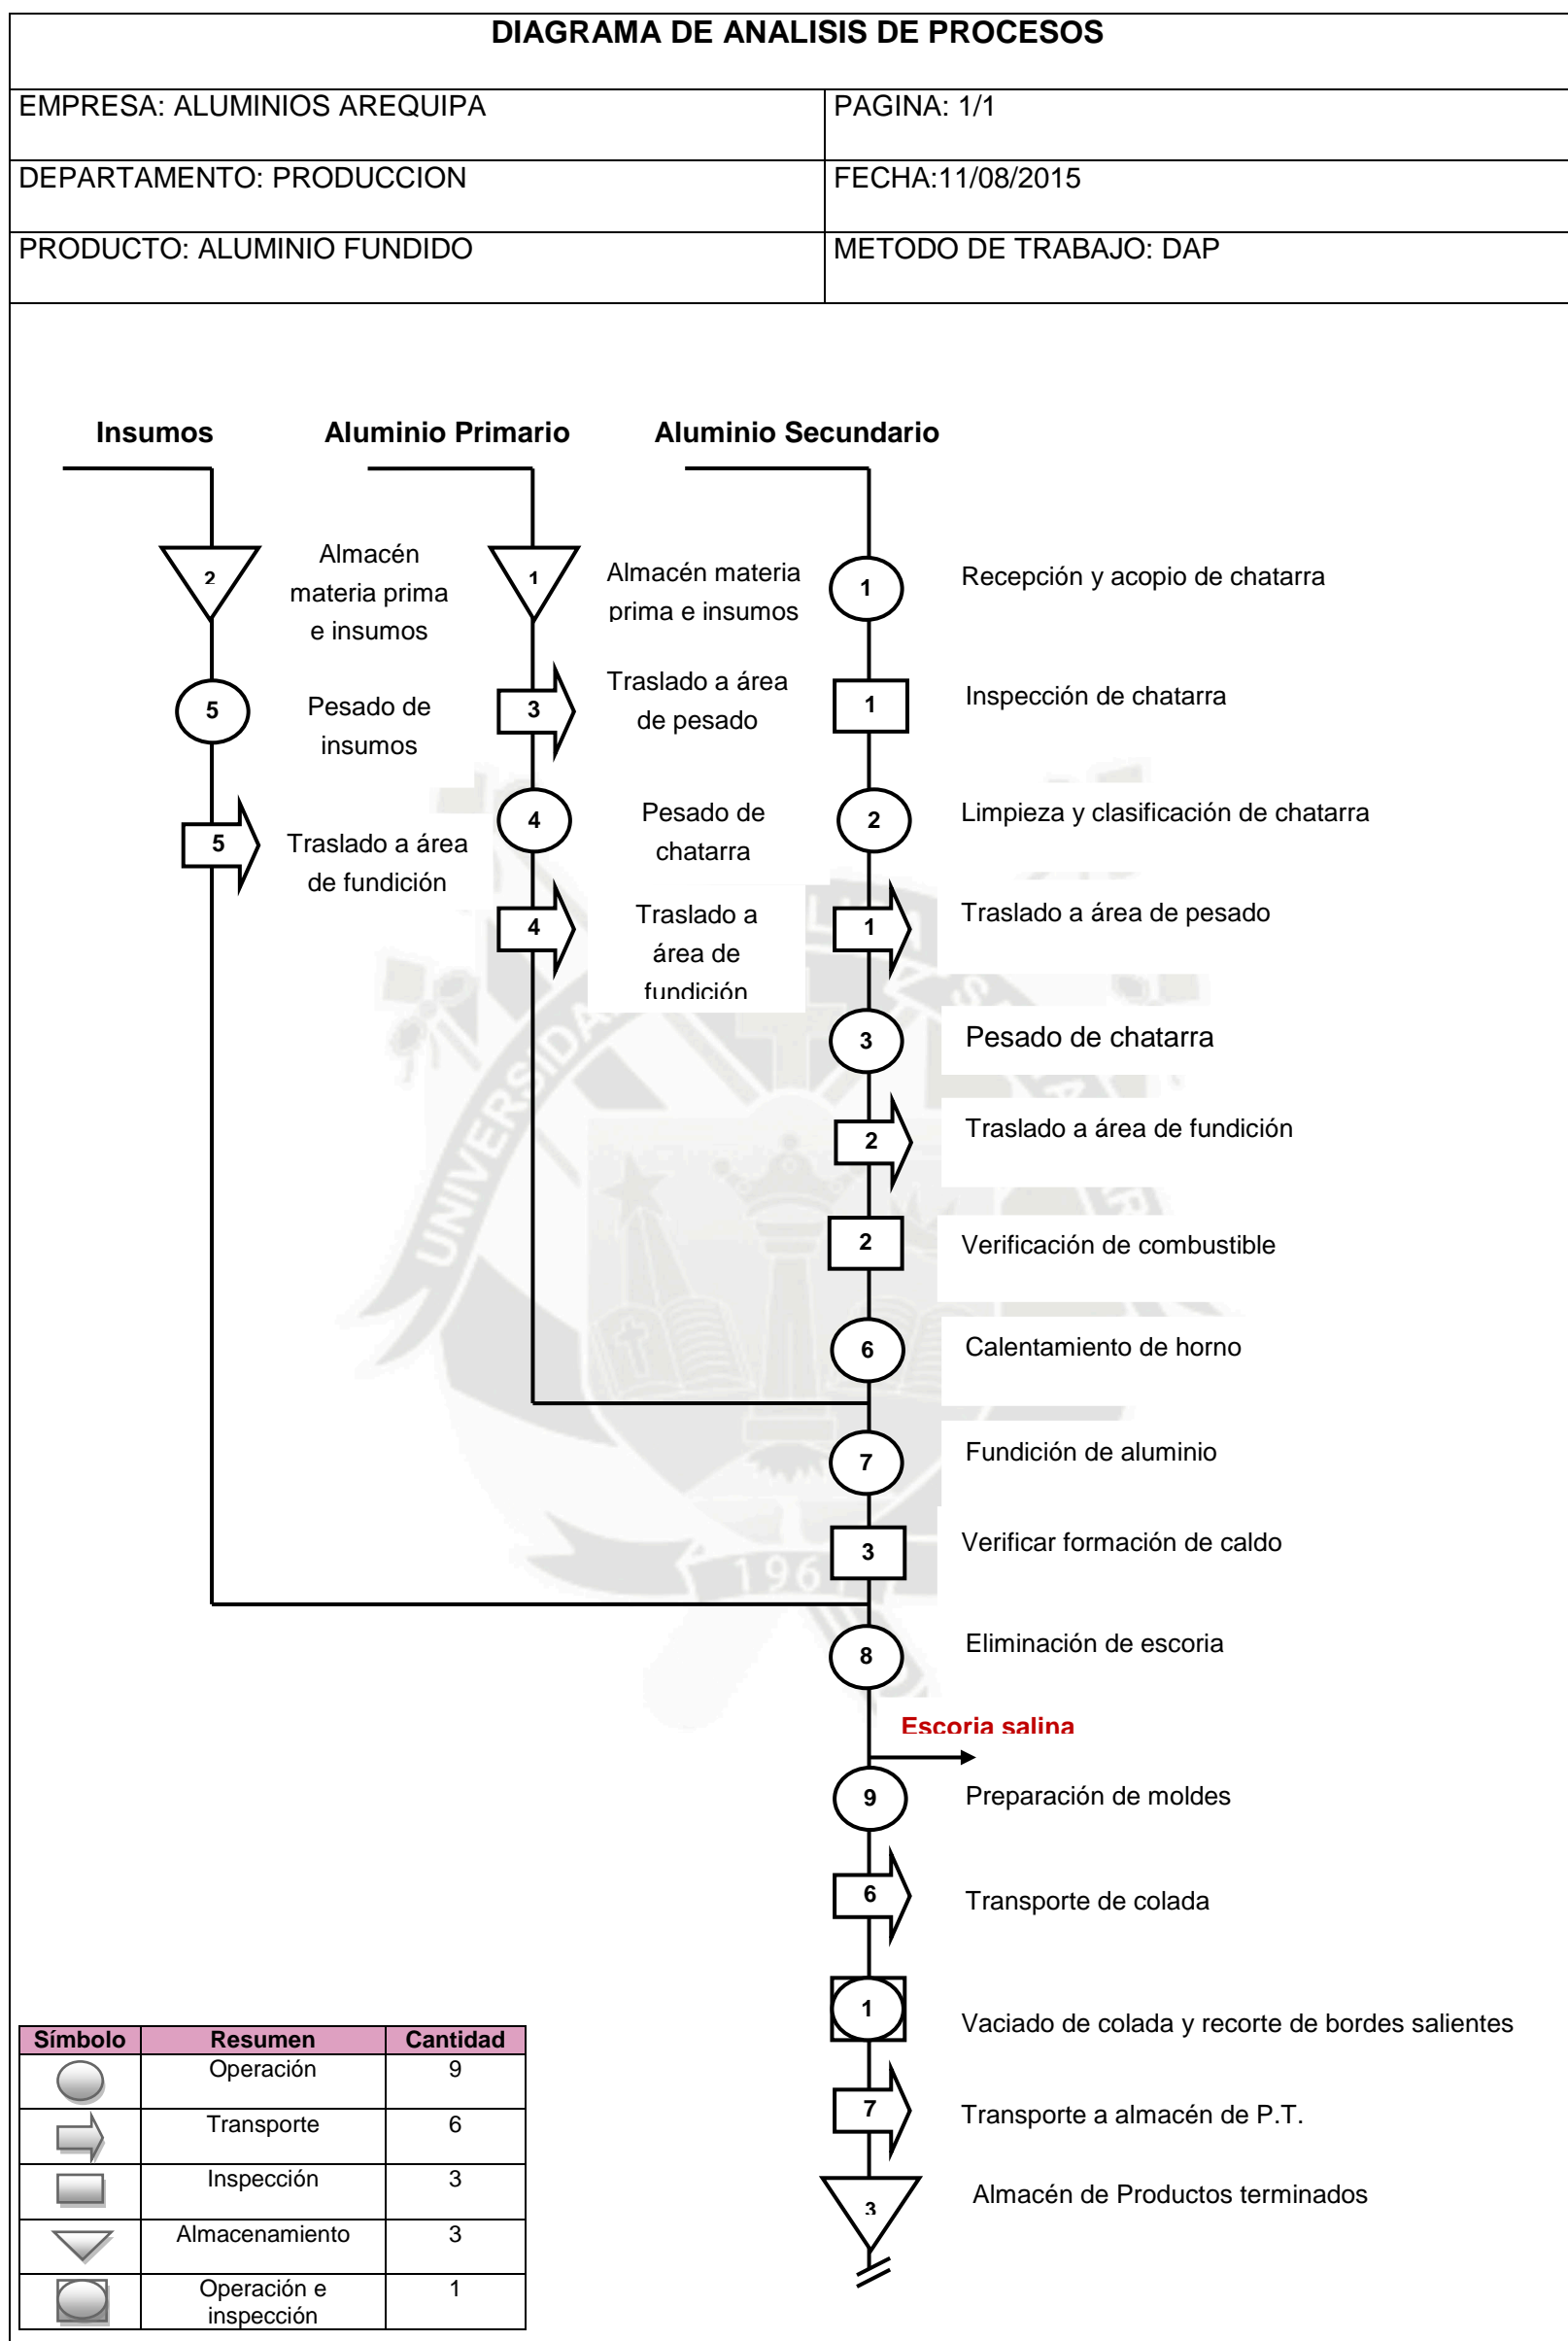 DIAGRAMA DE ANALISIS DE PROCESOS
EMPRESA: ALUMINIOS AREQUIPA
PAGINA: 1/1
DEPARTAMENTO: PRODUCCION
FECHA:11/08/2015
PRODUCTO: ALUMINIO FUNDIDO
METODO DE TRABAJO: DAP
Insumos
Aluminio Primario
Aluminio Secundario
2
Almacén
materia prima
e insumos
1
Almacén materia
prima e insumos
1
Recepción y acopio de chatarra
5
Pesado de
insumos
3
Traslado a área
de pesado
1
Inspección de chatarra
5
Traslado a área
de fundición
4
Pesado de
chatarra
2
Limpieza y clasificación de chatarra
4
Traslado a
área de
fundición
1
Traslado a área de pesado
3
Pesado de chatarra
2
Traslado a área de fundición
2
Verificación de combustible
6
Calentamiento de horno
7
Fundición de aluminio
3
Verificar formación de caldo
8
Eliminación de escoria
Escoria salina
9
Preparación de moldes
6
Transporte de colada
1
Vaciado de colada y recorte de bordes salientes
7
Transporte a almacén de P.T.
3
Almacén de Productos terminados
Símbolo Resumen Cantidad
Operación 9
Transporte 6
Inspección 3
Almacenamiento 3
Operación e 1
inspección